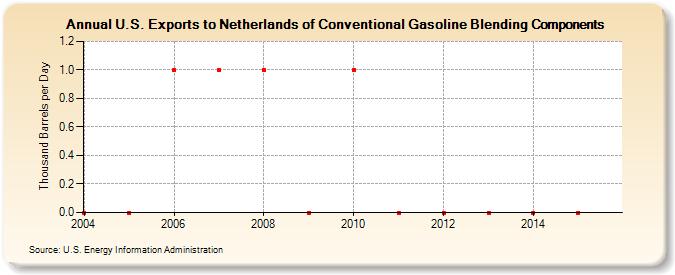 Annual U.S. Exports to Netherlands of Conventional Gasoline Blending Components
Thousand Barrels per Day
1.2
1.0
0.8
0.6
0.4
0.2
0.0
2004 2006 2008 2010 2012 2014
Source: U.S. Energy Information Administration